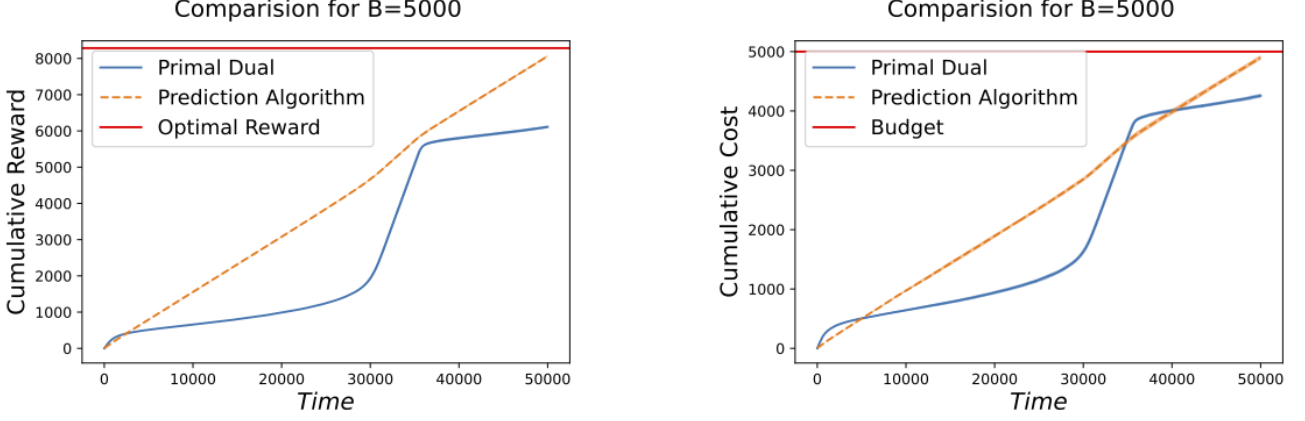 Comparision for B=5000
8000
7000
6000
5000
4000
3000
2000
1000
0
Cumulative Reward
Primal Dual
Prediction Algorithm
Optimal Reward
0 10000 20000 30000 40000 50000
Time
Comparision for B=5000
5000
4000
3000
2000
1000
0
Cumulative Cost
Primal Dual
Prediction Algorithm
Budget
0 10000 20000 30000 40000 50000
Time